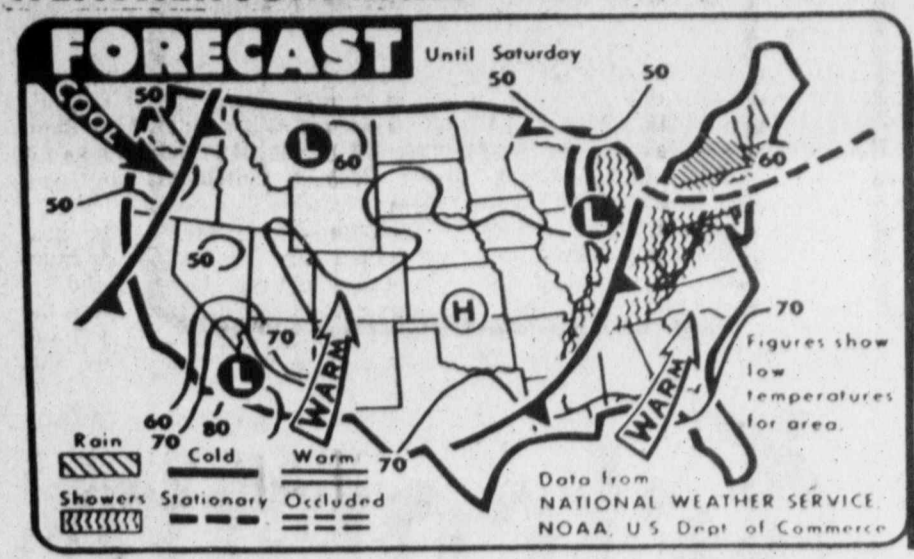 FORECAST
Until Saturday
COOL
50
50
50
L
60
60
50
L
50
H
70
70
WARM
WARM
L
Figures show
low
temperatures
for area.
60
70
80
70
Rain
Cold
Warm
Showers
Stationary
Occluded
Data from
NATIONAL WEATHER SERVICE,
NOAA, U.S. Dept. of Commerce